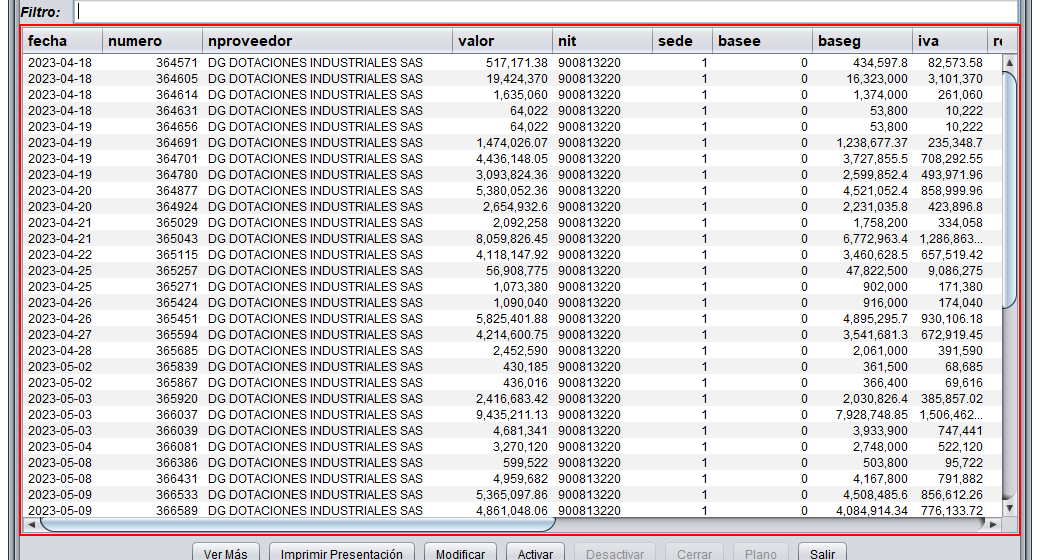 Filtro:
fecha numero nproveedor valor nit sede basee baseg iva
2023-04-18 364571 DG DOTACIONES INDUSTRIALES SAS 517,171.38 900813220 1 0 434,597.8 82,573.58
2023-04-18 364605 DG DOTACIONES INDUSTRIALES SAS 19,424,370 900813220 1 0 16,323,000 3,101,370
2023-04-18 364614 DG DOTACIONES INDUSTRIALES SAS 1,635,060 900813220 1 0 1,374,000 261,060
2023-04-18 364631 DG DOTACIONES INDUSTRIALES SAS 64,022 900813220 1 0 53,800 10,222
2023-04-19 364656 DG DOTACIONES INDUSTRIALES SAS 64,022 900813220 1 0 53,800 10,222
2023-04-19 364691 DG DOTACIONES INDUSTRIALES SAS 1,474,026.07 900813220 1 0 1,238,677.37 235,348.7
2023-04-19 364701 DG DOTACIONES INDUSTRIALES SAS 4,436,148.05 900813220 1 0 3,727,855.5 708,292.55
2023-04-19 364780 DG DOTACIONES INDUSTRIALES SAS 3,093,824.36 900813220 1 0 2,599,852.4 493,971.96
2023-04-20 364877 DG DOTACIONES INDUSTRIALES SAS 5,380,052.36 900813220 1 0 4,521,052.4 858,999.96
2023-04-20 364924 DG DOTACIONES INDUSTRIALES SAS 2,654,932.6 900813220 1 0 2,231,035.8 423,896.8
2023-04-21 365029 DG DOTACIONES INDUSTRIALES SAS 2,092,258 900813220 1 0 1,758,200 334,058
2023-04-21 365043 DG DOTACIONES INDUSTRIALES SAS 8,059,826.45 900813220 1 0 6,772,963.4 1,286,863...
2023-04-22 365115 DG DOTACIONES INDUSTRIALES SAS 4,118,147.92 900813220 1 0 3,460,628.5 657,519.42
2023-04-25 365257 DG DOTACIONES INDUSTRIALES SAS 56,908,775 900813220 1 0 47,822,500 9,086,275
2023-04-25 365271 DG DOTACIONES INDUSTRIALES SAS 1,073,380 900813220 1 0 902,000 171,380
2023-04-26 365424 DG DOTACIONES INDUSTRIALES SAS 1,090,040 900813220 1 0 916,000 174,040
2023-04-26 365451 DG DOTACIONES INDUSTRIALES SAS 5,825,401.88 900813220 1 0 4,895,295.7 930,106.18
2023-04-27 365594 DG DOTACIONES INDUSTRIALES SAS 4,214,600.75 900813220 1 0 3,541,681.3 672,919.45
2023-04-28 365685 DG DOTACIONES INDUSTRIALES SAS 2,452,590 900813220 1 0 2,061,000 391,590
2023-05-02 365839 DG DOTACIONES INDUSTRIALES SAS 430,185 900813220 1 0 361,500 68,685
2023-05-02 365867 DG DOTACIONES INDUSTRIALES SAS 436,016 900813220 1 0 366,400 69,616
2023-05-03 365920 DG DOTACIONES INDUSTRIALES SAS 2,416,683.42 900813220 1 0 2,030,826.4 385,857.02
2023-05-03 366037 DG DOTACIONES INDUSTRIALES SAS 9,435,211.13 900813220 1 0 7,928,748.85 1,506,462...
2023-05-03 366039 DG DOTACIONES INDUSTRIALES SAS 4,681,341 900813220 1 0 3,933,900 747,441
2023-05-04 366081 DG DOTACIONES INDUSTRIALES SAS 3,270,120 900813220 1 0 2,748,000 522,120
2023-05-08 366386 DG DOTACIONES INDUSTRIALES SAS 599,522 900813220 1 0 503,800 95,722
2023-05-08 366431 DG DOTACIONES INDUSTRIALES SAS 4,959,682 900813220 1 0 4,167,800 791,882
2023-05-09 366533 DG DOTACIONES INDUSTRIALES SAS 5,365,097.86 900813220 1 0 4,508,485.6 856,612.26
2023-05-09 366589 DG DOTACIONES INDUSTRIALES SAS 4,861,048.06 900813220 1 0 4,084,914.34 776,133.72
Ver Más Imprimir Presentación Modificar Activar Desactivar Cerrar Plano Salir